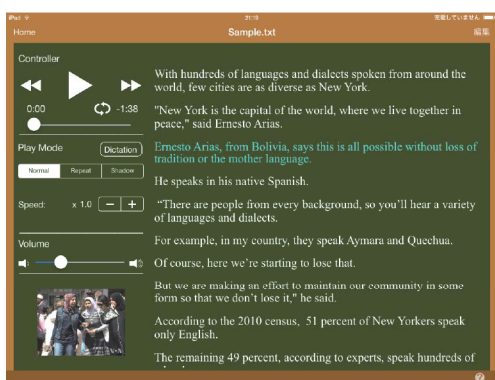 iPad
21:13
充電していません
Home
Sample.txt
編集
Controller
0:00
-1:38
Play Mode
Dictation
Normal
Repeat
Shadow
Speed:
x 1.0
− +
Volume
With hundreds of languages and dialects spoken from around the
world, few cities are as diverse as New York.
"New York is the capital of the world, where we live together in
peace," said Ernesto Arias.
Ernesto Arias, from Bolivia, says this is all possible without loss of
tradition or the mother language.
He speaks in his native Spanish.
“There are people from every background, so you’ll hear a variety
of languages and dialects.
For example, in my country, they speak Aymara and Quechua.
Of course, here we’re starting to lose that.
But we are making an effort to maintain our community in some
form so that we don’t lose it," he said.
According to the 2010 census, 51 percent of New Yorkers speak
only English.
The remaining 49 percent, according to experts, speak hundreds of